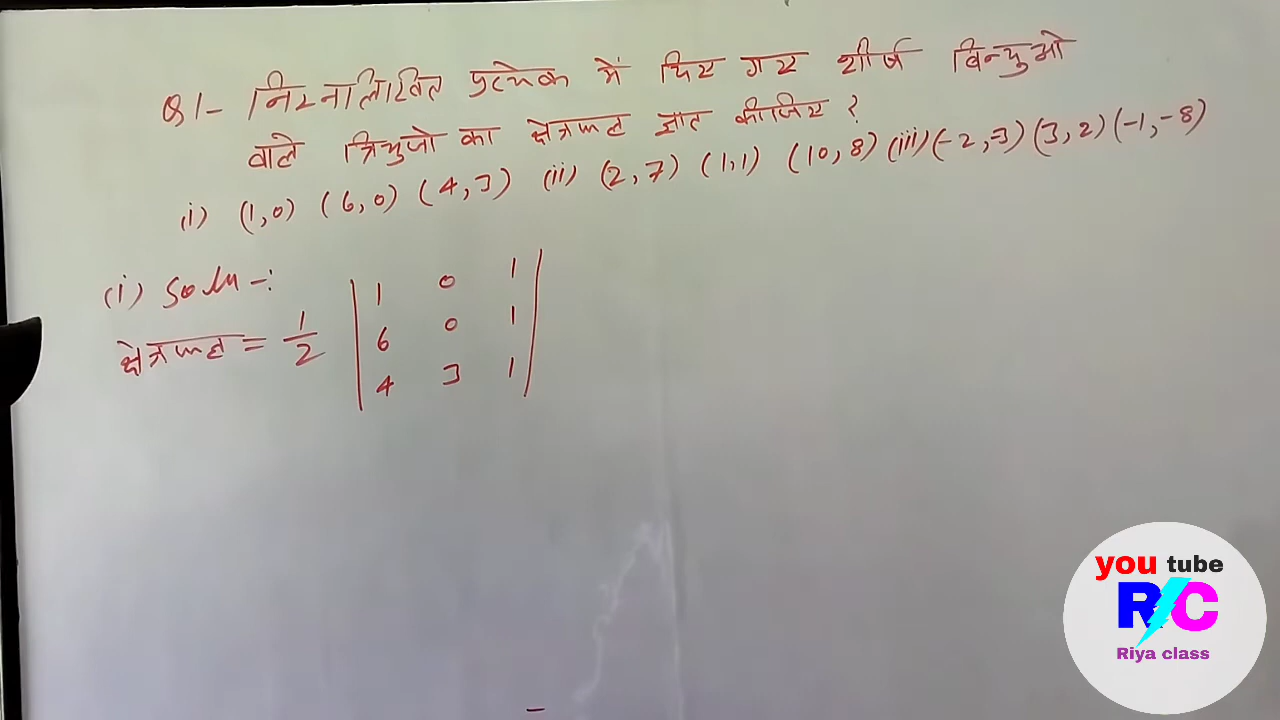 Q1- निम्नलिखित प्रत्येक में दिए गए शीर्ष बिन्दुओ
वाले त्रिभुजो का क्षेत्रफल ज्ञात कीजिए ?
(i) (1,0) (6,0) (4,3) (ii) (2,7) (1,1) (10,8) (iii) (-2,-3) (3,2) (-1,-8)
(i) Soln -:
क्षेत्रफल = 1/2 | 1 0 1 |
6 0 1
4 3 1
you tube
R/C
Riya class